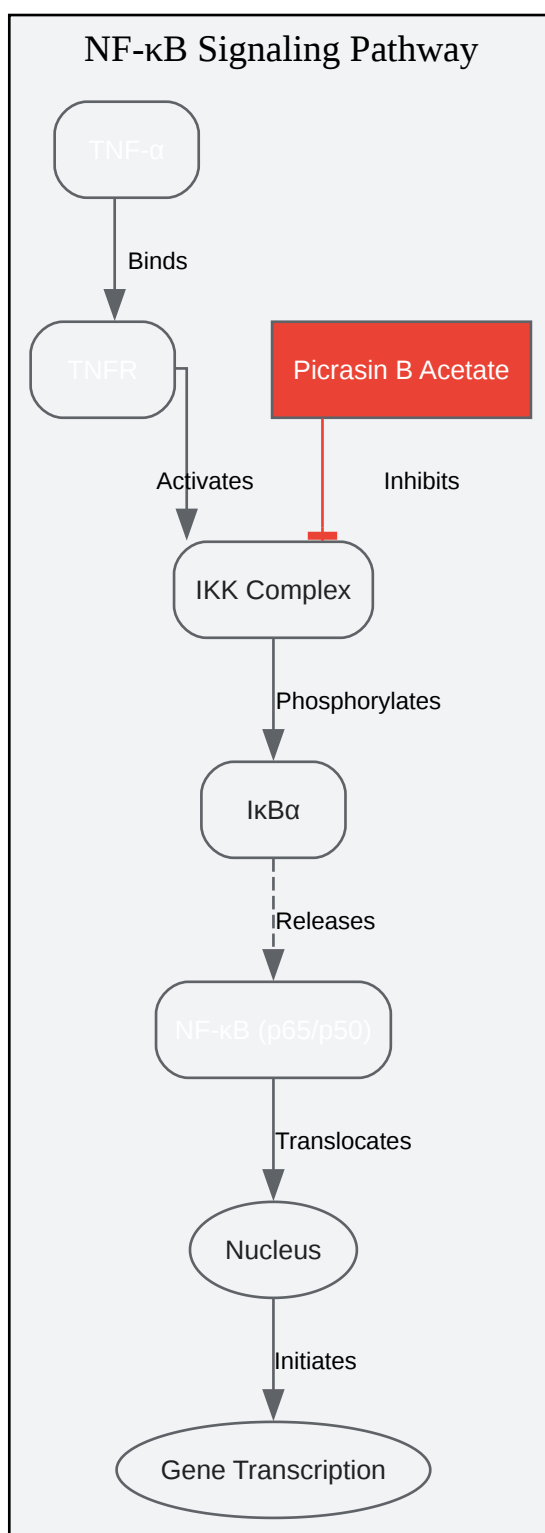 NF-κB Signaling Pathway
TNF-α
Binds
TNFR
Picrasin B Acetate
Activates
Inhibits
IKK Complex
Phosphorylates
IκBα
Releases
NF-κB (p65/p50)
Translocates
Nucleus
Initiates
Gene Transcription